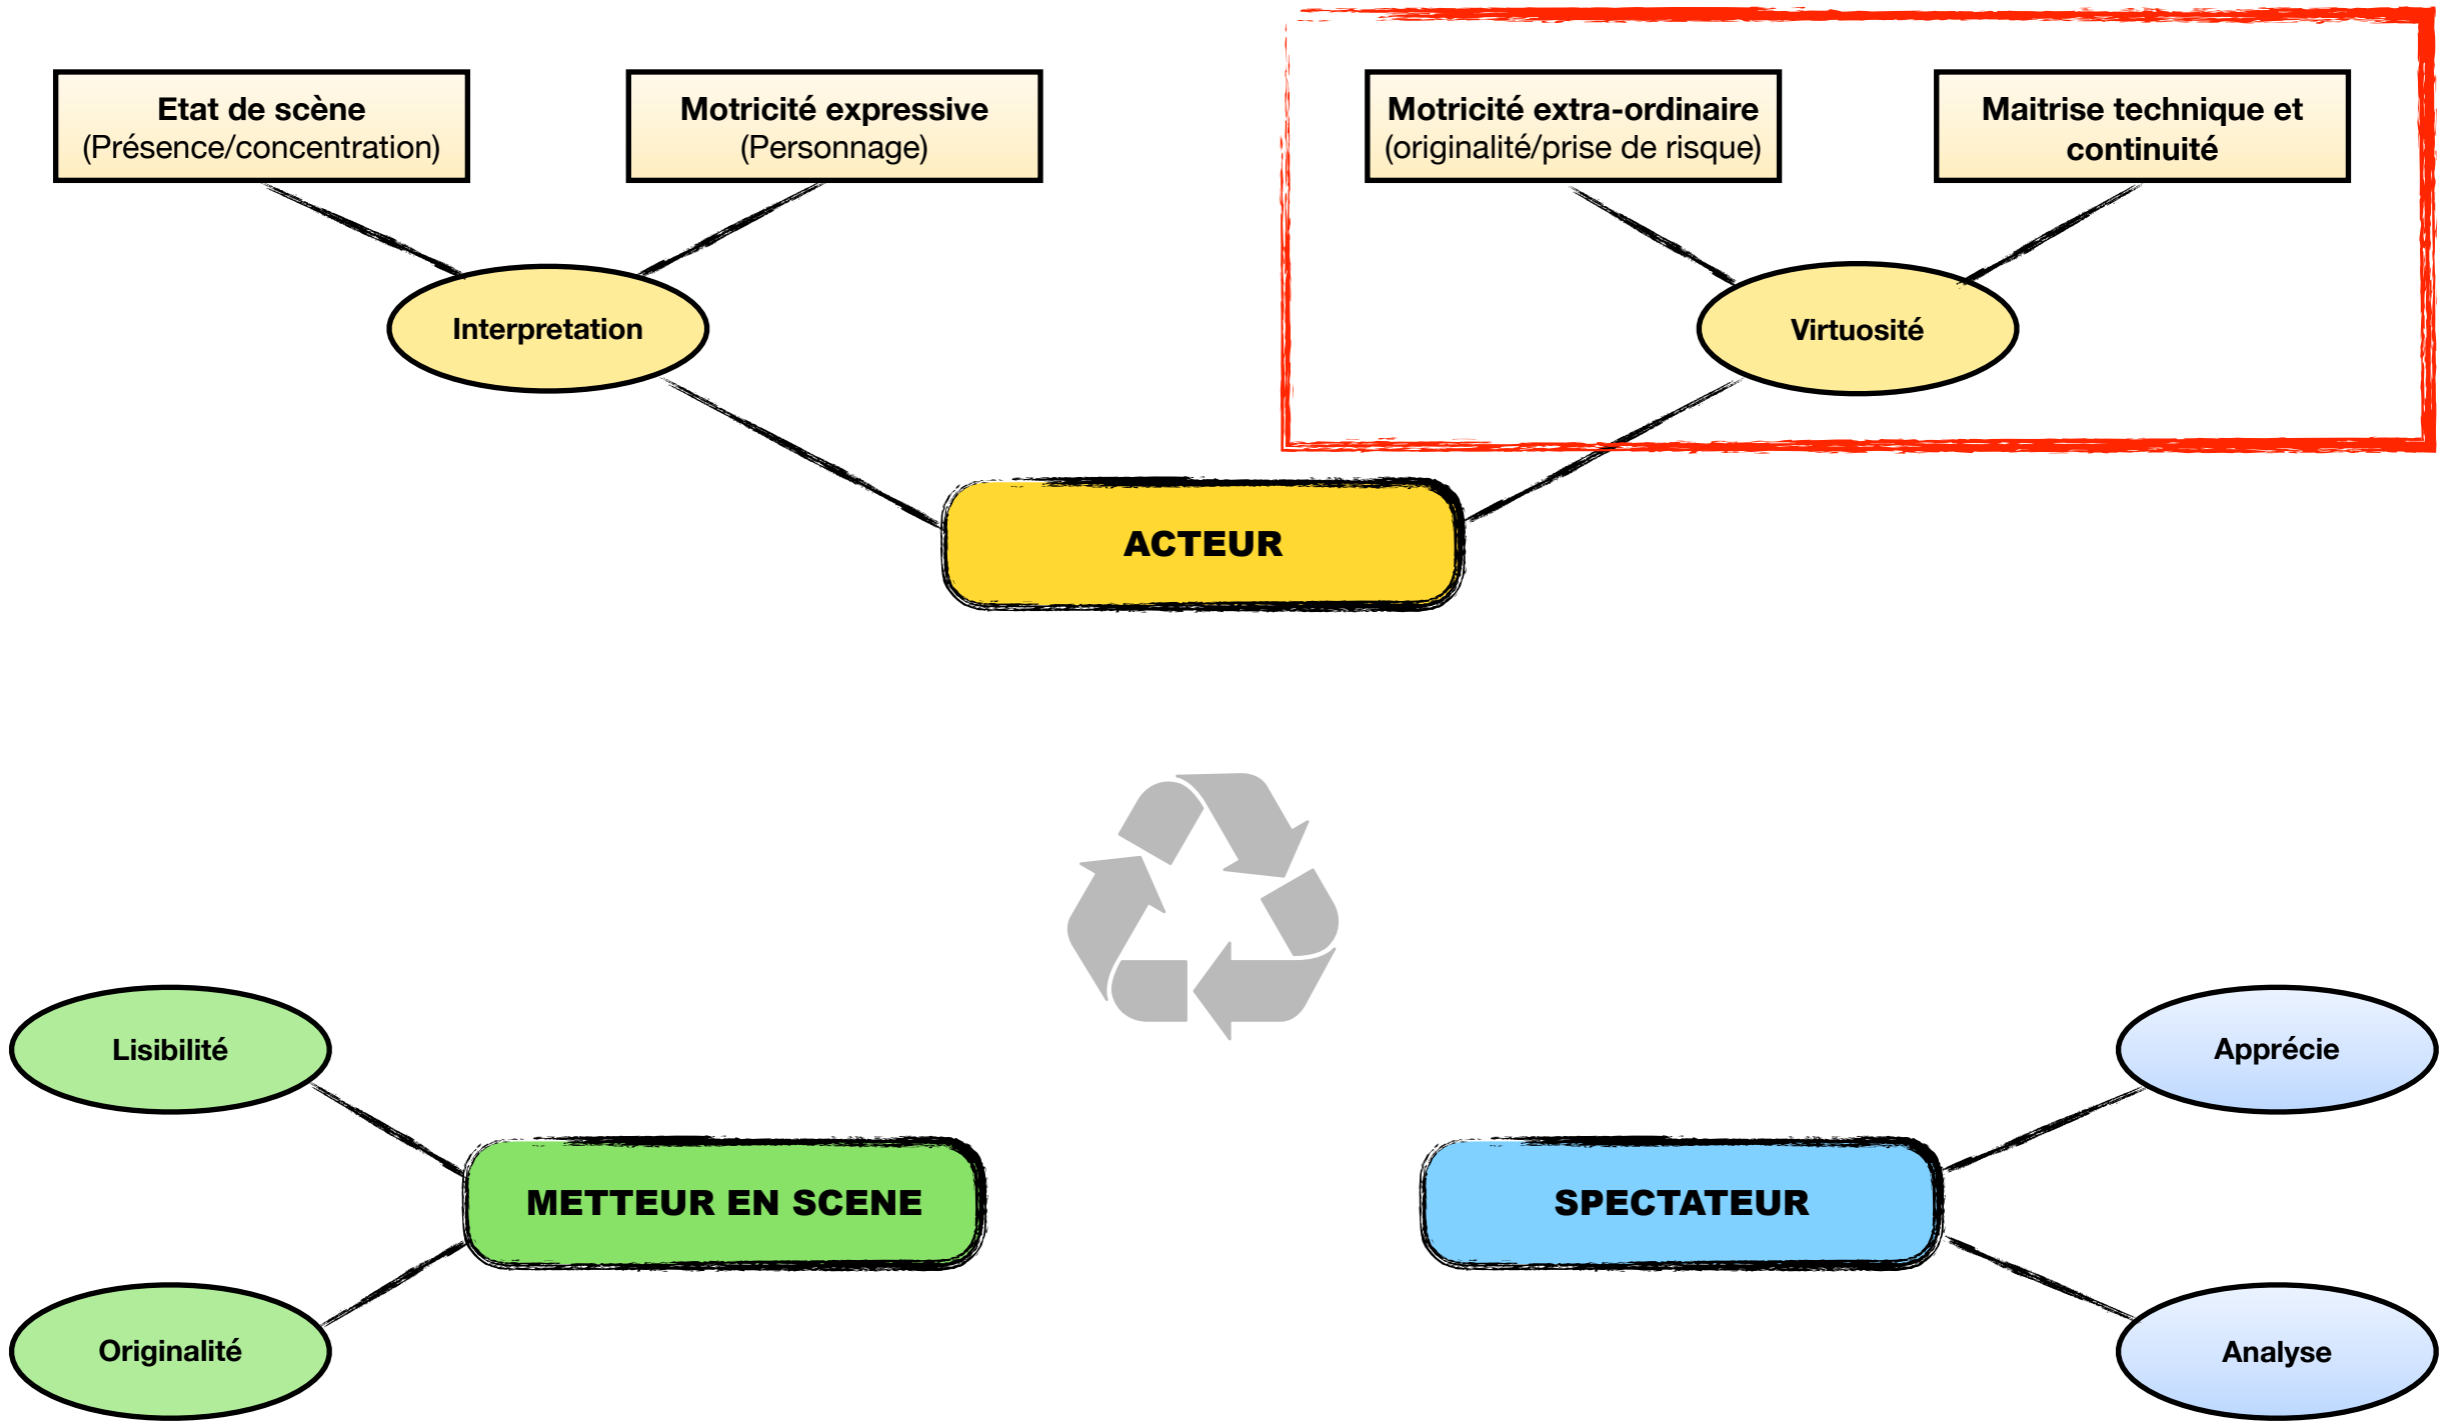 Etat de scène
(Présence/concentration)
Motricité expressive
(Personnage)
Motricité extra-ordinaire
(originalité/prise de risque)
Maitrise technique et
continuité
Interpretation
Virtuosité
ACTEUR
Lisibilité
Apprécie
METTEUR EN SCENE
SPECTATEUR
Originalité
Analyse